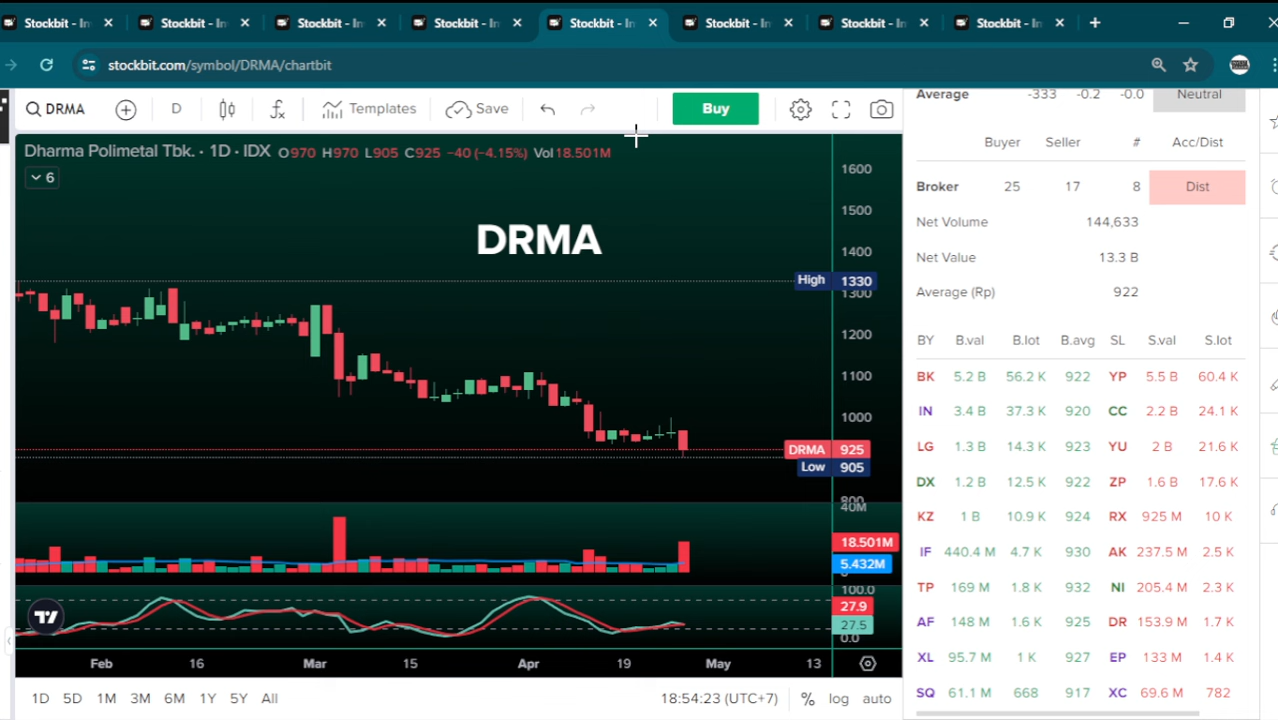 Stockbit - In Stockbit - In Stockbit - In Stockbit - In Stockbit - In Stockbit - In Stockbit - In Stockbit - In
stockbit.com/symbol/DRMA/chartbit
DRMA D Templates Save Buy
Dharma Polimetal Tbk. · 1D · IDX O970 H970 L905 C925 −40 (−4.15%) Vol 18.501M
6
DRMA
1600
1500
1400
High 1330
1300
1200
1100
1000
DRMA 925
Low 905
800
40M
18.501M
5.432M
0
100.0
27.9
27.5
0.0
Feb 16 Mar 15 Apr 19 May 13
1D 5D 1M 3M 6M 1Y 5Y All 18:54:23 (UTC+7) % log auto
Average -333 -0.2 -0.0 Neutral
Buyer Seller # Acc/Dist
Broker 25 17 8 Dist
Net Volume 144,633
Net Value 13.3 B
Average (Rp) 922
BY B.val B.lot B.avg SL S.val S.lot
BK 5.2 B 56.2 K 922 YP 5.5 B 60.4 K
IN 3.4 B 37.3 K 920 CC 2.2 B 24.1 K
LG 1.3 B 14.3 K 923 YU 2 B 21.6 K
DX 1.2 B 12.5 K 922 ZP 1.6 B 17.6 K
KZ 1 B 10.9 K 924 RX 925 M 10 K
IF 440.4 M 4.7 K 930 AK 237.5 M 2.5 K
TP 169 M 1.8 K 932 NI 205.4 M 2.3 K
AF 148 M 1.6 K 925 DR 153.9 M 1.7 K
XL 95.7 M 1 K 927 EP 133 M 1.4 K
SQ 61.1 M 668 917 XC 69.6 M 782